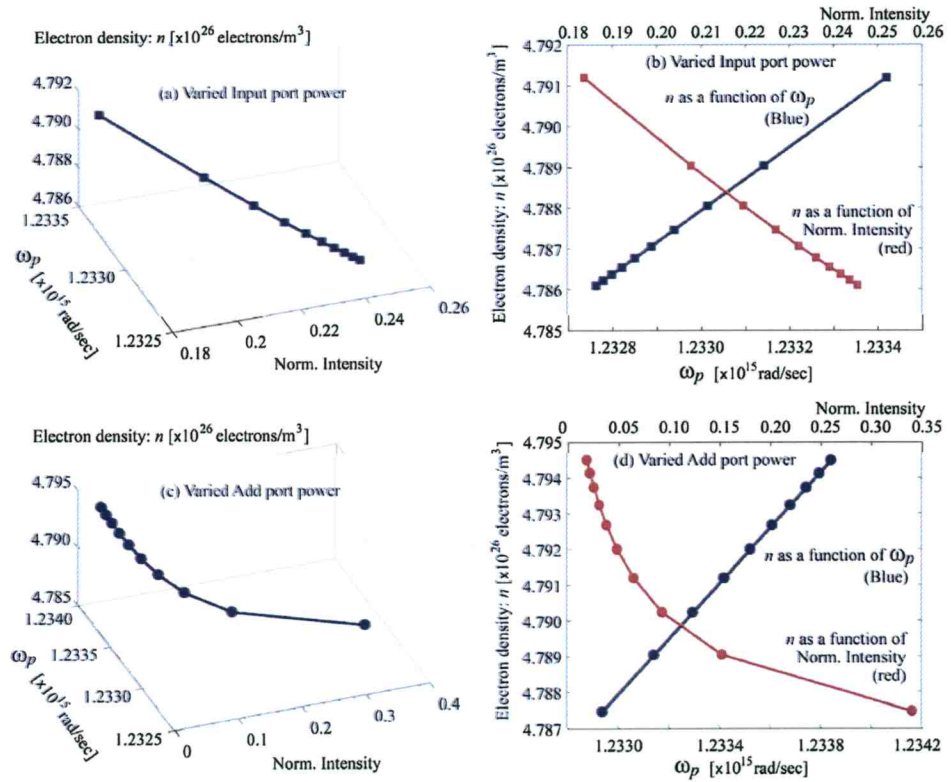 Electron density: n [x10^26 electrons/m^3]
(a) Varied Input port power
4.792
4.790
4.788
4.786
1.2335
1.2330
1.2325
ωp [x10^15 rad/sec]
0.18
0.2
0.22
0.24
0.26
Norm. Intensity
Norm. Intensity
0.18 0.19 0.20 0.21 0.22 0.23 0.24 0.25 0.26
(b) Varied Input port power
n as a function of ωp
(Blue)
n as a function of
Norm. Intensity
(red)
Electron density: n [x10^26 electrons/m^3]
4.792
4.791
4.790
4.789
4.788
4.787
4.786
4.785
1.2328 1.2330 1.2332 1.2334
ωp [x10^15 rad/sec]
Electron density: n [x10^26 electrons/m^3]
(c) Varied Add port power
4.795
4.790
4.785
1.2340
1.2335
1.2330
1.2325
ωp [x10^15 rad/sec]
0
0.1
0.2
0.3
0.4
Norm. Intensity
Norm. Intensity
0 0.05 0.10 0.15 0.20 0.25 0.30 0.35
(d) Varied Add port power
n as a function of ωp
(Blue)
n as a function of
Norm. Intensity
(red)
Electron density: n [x10^26 electrons/m^3]
4.795
4.794
4.793
4.792
4.791
4.790
4.789
4.788
4.787
1.2330 1.2334 1.2338 1.2342
ωp [x10^15 rad/sec]